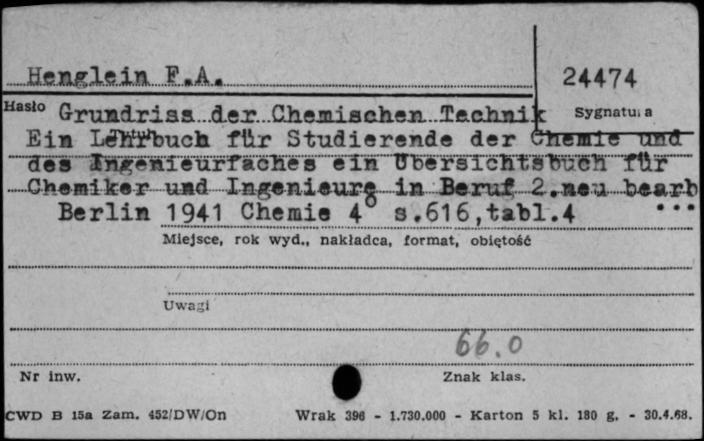 Henglein F.A.
24474
Hasło
Grundriss der Chemischen Technik
Sygnatura
Ein Lehrbuch für Studierende der Chemie und
Tytuł
des Ingenieurfaches ein Übersichtsbuch für
Chemiker und Ingenieure in Beruf 2.neu bearb
Berlin 1941 Chemie 4° s.616,tabl.4 ...
Miejsce, rok wyd., nakładca, format, objętość
Uwagi
66.0
Nr inw.
Znak klas.
CWD B 15a Zam. 452/DW/On Wrak 396 - 1.730.000 - Karton 5 kl. 180 g. - 30.4.68.